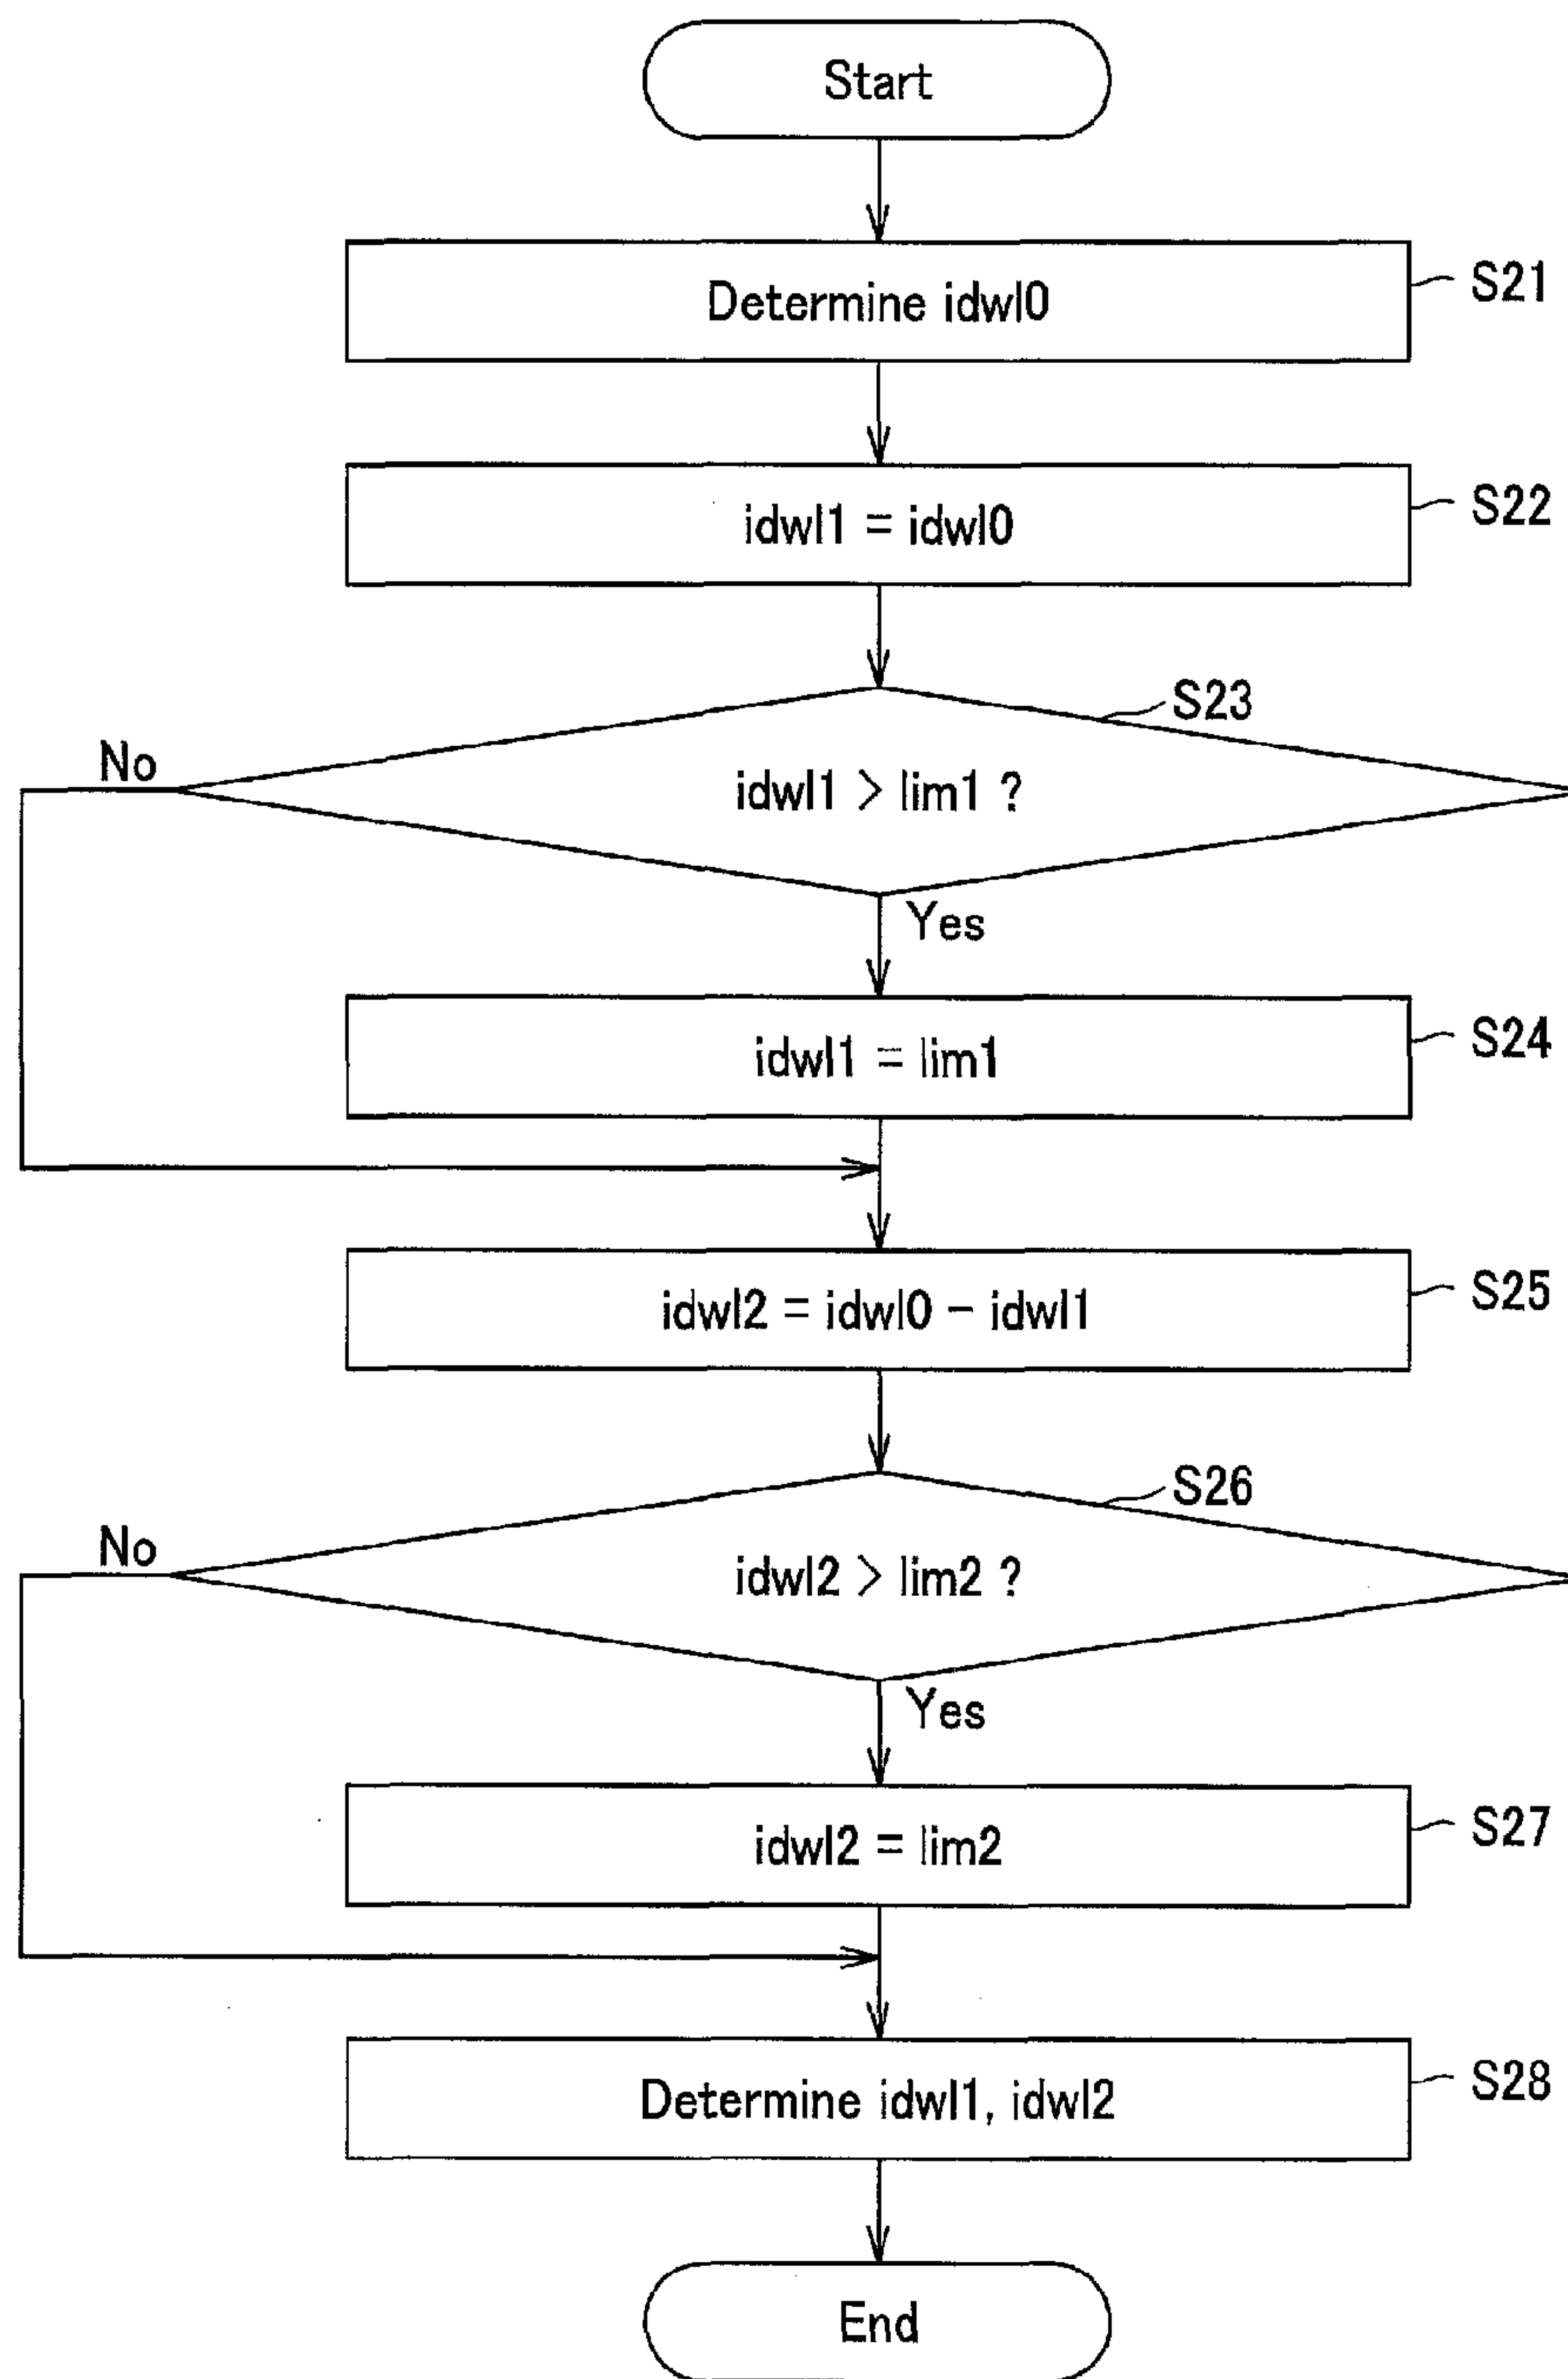 Start
Determine idwl0
S21
idwl1 = idwl0
S22
S23
No
idwl1 > lim1 ?
Yes
idwl1 = lim1
S24
idwl2 = idwl0 - idwl1
S25
S26
No
idwl2 > lim2 ?
Yes
idwl2 = lim2
S27
Determine idwl1, idwl2
S28
End